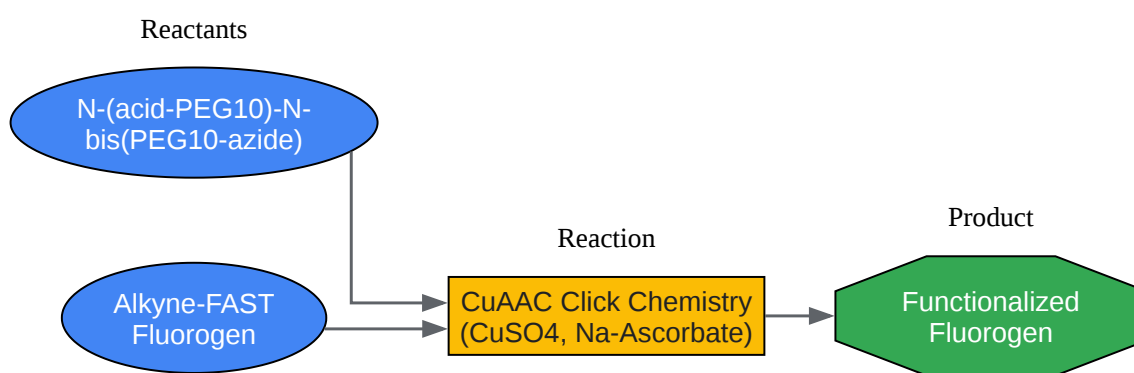 Reactants
N-(acid-PEG10)-N-
bis(PEG10-azide)
Alkyne-FAST
Fluorogen
Reaction
CuAAC Click Chemistry
(CuSO4, Na-Ascorbate)
Product
Functionalized
Fluorogen